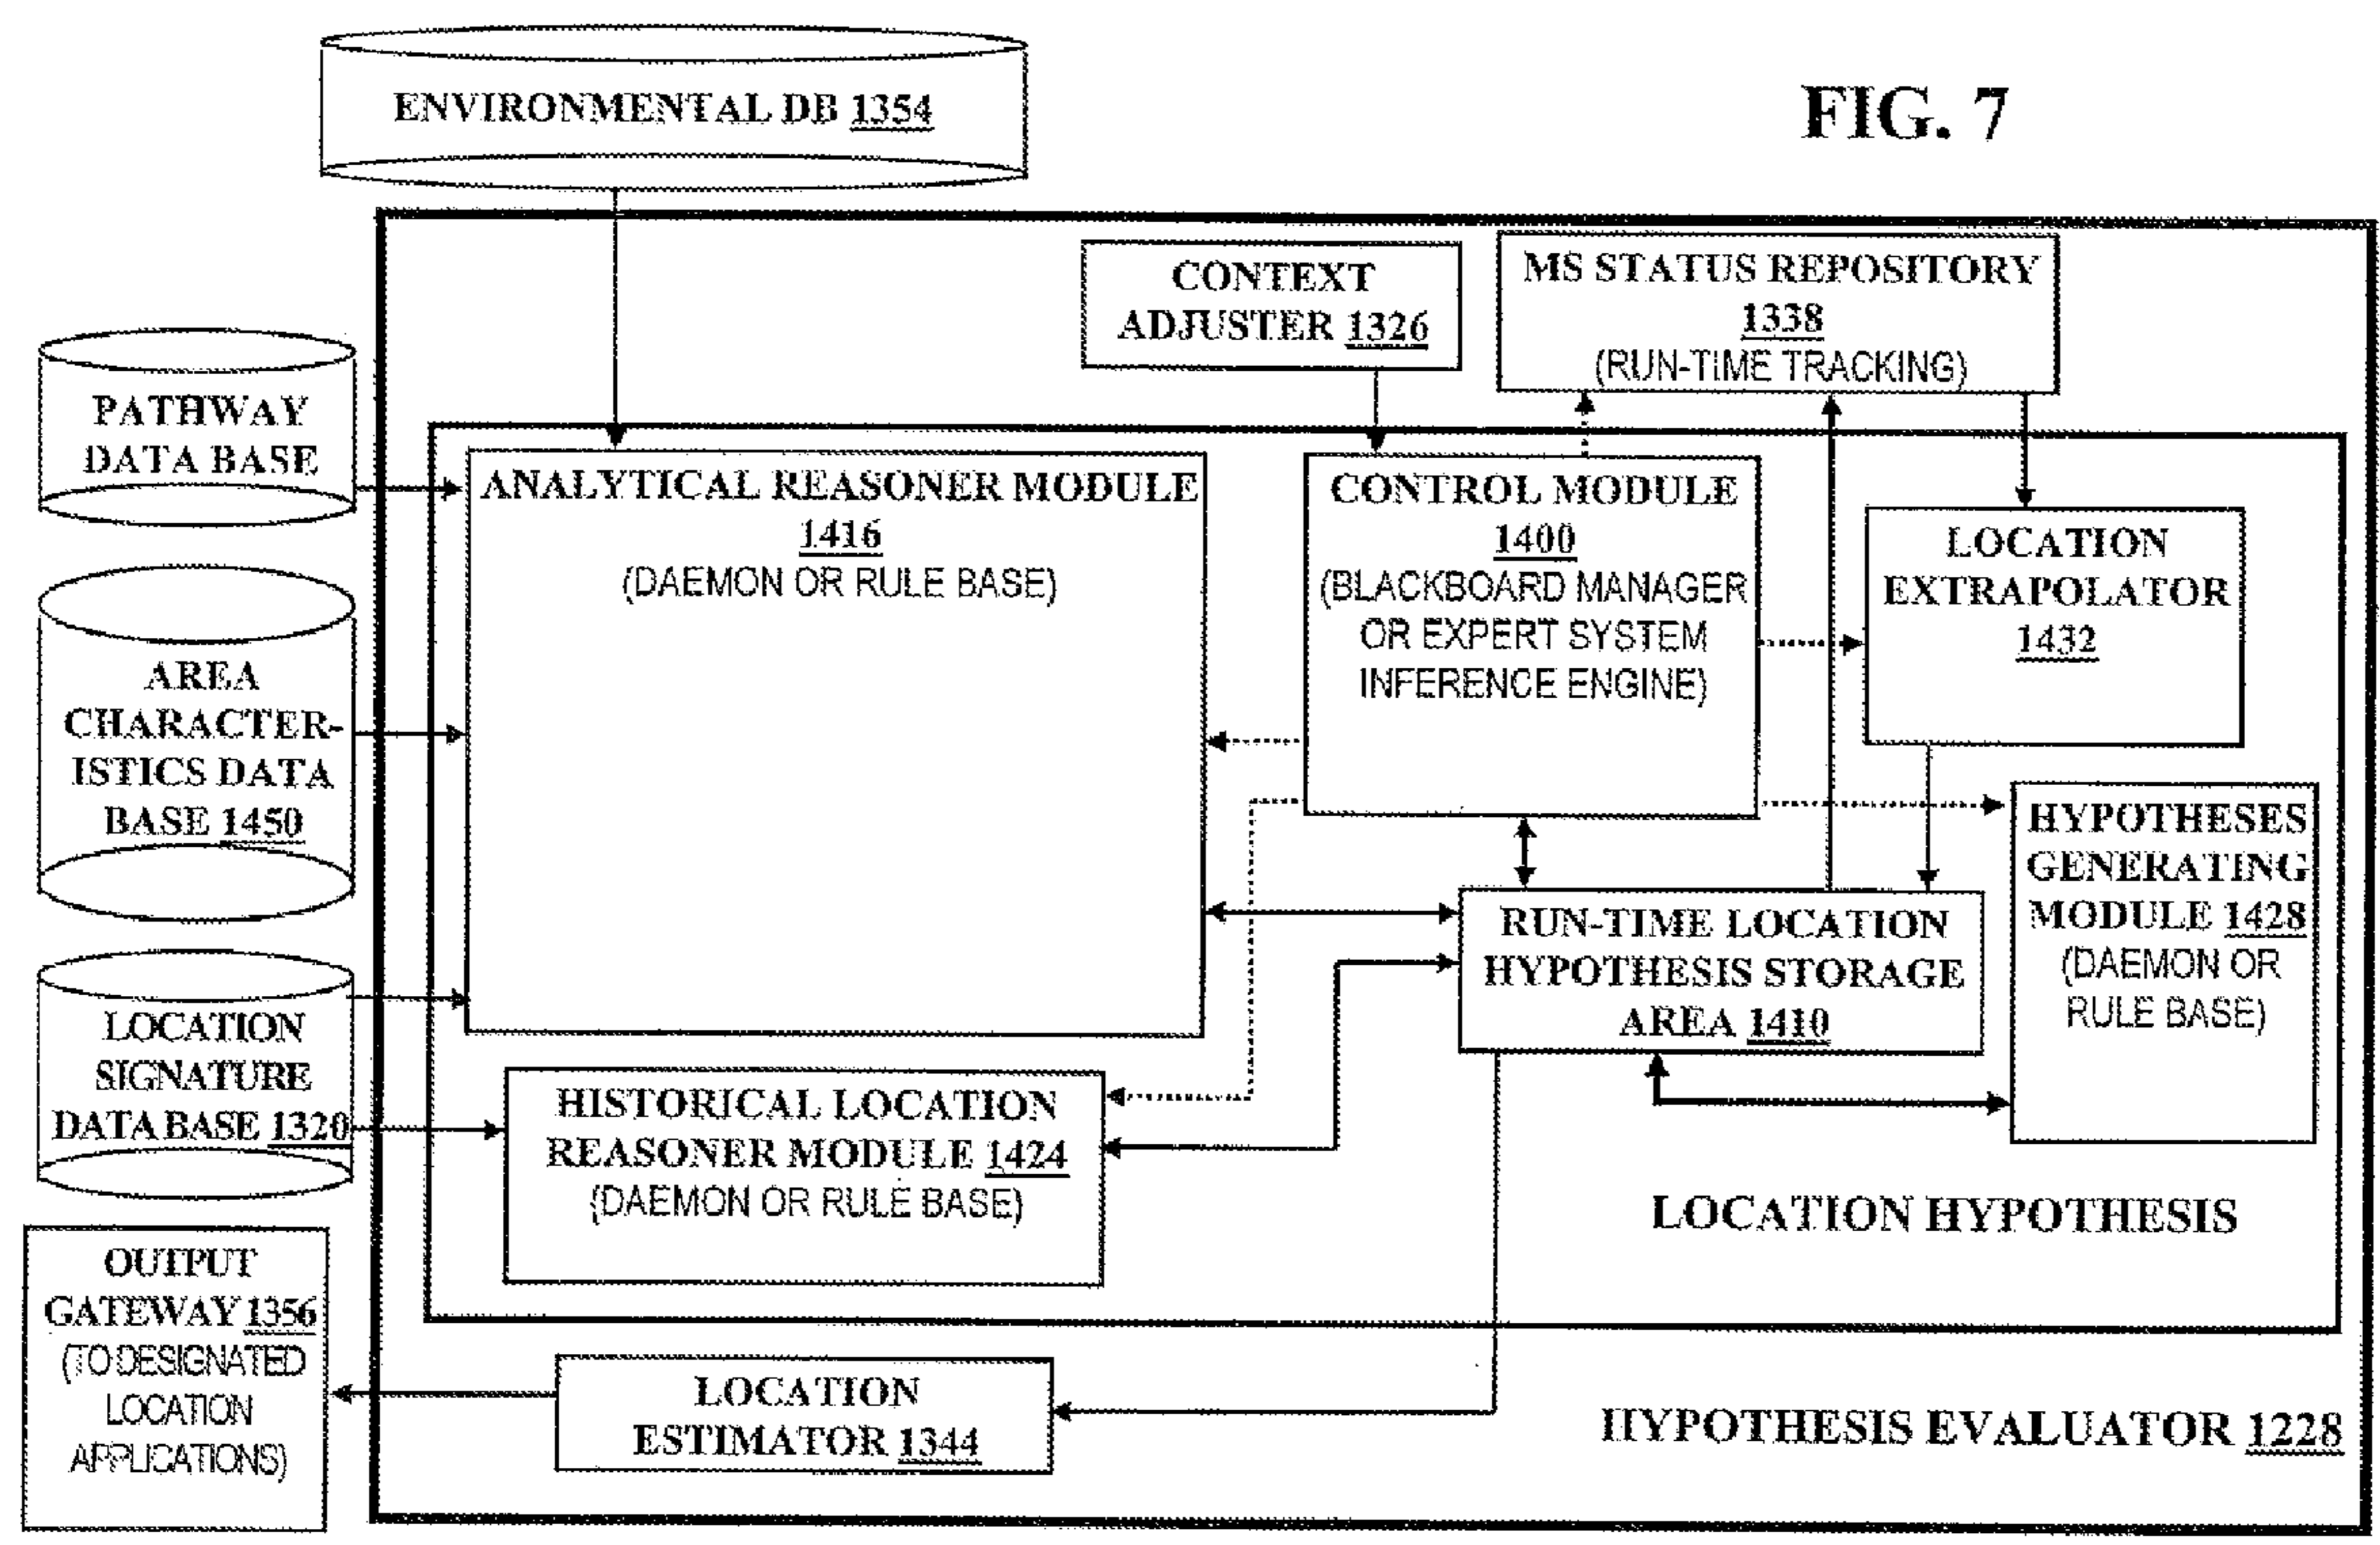 FIG. 7
ENVIRONMENTAL DB 1354
CONTEXT
ADJUSTER 1326
MS STATUS REPOSITORY
1338
(RUN-TIME TRACKING)
PATHWAY
DATA BASE
ANALYTICAL REASONER MODULE
1416
(DAEMON OR RULE BASE)
CONTROL MODULE
1400
(BLACKBOARD MANAGER
OR EXPERT SYSTEM
INFERENCE ENGINE)
LOCATION
EXTRAPOLATOR
1432
AREA
CHARACTER-
ISTICS DATA
BASE 1450
HYPOTHESES
GENERATING
MODULE 1428
(DAEMON OR
RULE BASE)
RUN-TIME LOCATION
HYPOTHESIS STORAGE
AREA 1410
LOCATION
SIGNATURE
DATA BASE 1320
HISTORICAL LOCATION
REASONER MODULE 1424
(DAEMON OR RULE BASE)
LOCATION HYPOTHESIS
OUTPUT
GATEWAY 1356
(TO DESIGNATED
LOCATION
APPLICATIONS)
LOCATION
ESTIMATOR 1344
HYPOTHESIS EVALUATOR 1228